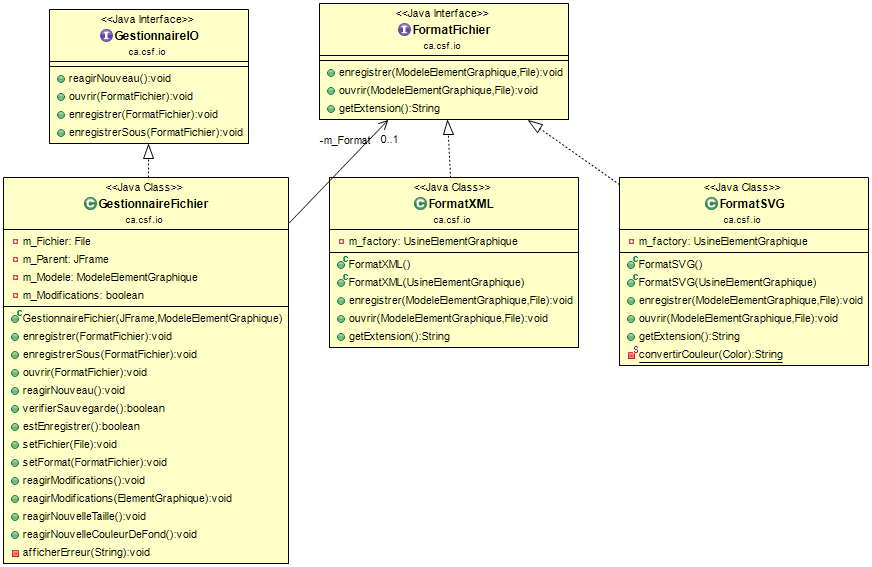 <<Java Interface>>
GestionnaireIO
ca.csf.io
reagirNouveau():void
ouvrir(FormatFichier):void
enregistrer(FormatFichier):void
enregistrerSous(FormatFichier):void
<<Java Interface>>
FormatFichier
ca.csf.io
enregistrer(ModeleElementGraphique,File):void
ouvrir(ModeleElementGraphique,File):void
getExtension():String
-m_Format 0..1
<<Java Class>>
GestionnaireFichier
ca.csf.io
m_Fichier: File
m_Parent: JFrame
m_Modele: ModeleElementGraphique
m_Modifications: boolean
GestionnaireFichier(JFrame,ModeleElementGraphique)
enregistrer(FormatFichier):void
enregistrerSous(FormatFichier):void
ouvrir(FormatFichier):void
reagirNouveau():void
verifierSauvegarde():boolean
estEnregistrer():boolean
setFichier(File):void
setFormat(FormatFichier):void
reagirModifications():void
reagirModifications(ElementGraphique):void
reagirNouvelleTaille():void
reagirNouvelleCouleurDeFond():void
afficherErreur(String):void
<<Java Class>>
FormatXML
ca.csf.io
m_factory: UsineElementGraphique
FormatXML()
FormatXML(UsineElementGraphique)
enregistrer(ModeleElementGraphique,File):void
ouvrir(ModeleElementGraphique,File):void
getExtension():String
<<Java Class>>
FormatSVG
ca.csf.io
m_factory: UsineElementGraphique
FormatSVG()
FormatSVG(UsineElementGraphique)
enregistrer(ModeleElementGraphique,File):void
ouvrir(ModeleElementGraphique,File):void
getExtension():String
convertirCouleur(Color):String